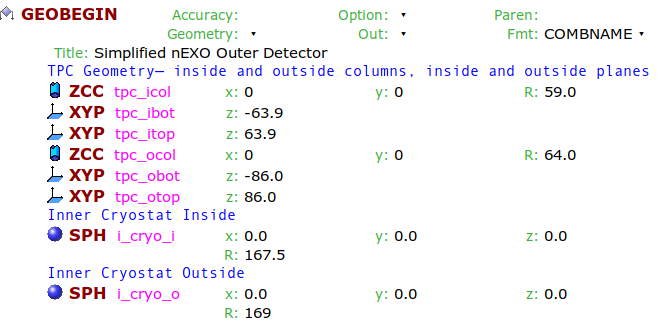 GEOBEGIN Accuracy: Option: Paren:
Geometry: Out: Fmt: COMBNAME
Title: Simplified nEXO Outer Detector
TPC Geometry— inside and outside columns, inside and outside planes
ZCC tpc_icol x: 0 y: 0 R: 59.0
XYP tpc_ibot z: -63.9
XYP tpc_itop z: 63.9
ZCC tpc_ocol x: 0 y: 0 R: 64.0
XYP tpc_obot z: -86.0
XYP tpc_otop z: 86.0
Inner Cryostat Inside
SPH i_cryo_i x: 0.0 y: 0.0 z: 0.0
R: 167.5
Inner Cryostat Outside
SPH i_cryo_o x: 0.0 y: 0.0 z: 0.0
R: 169